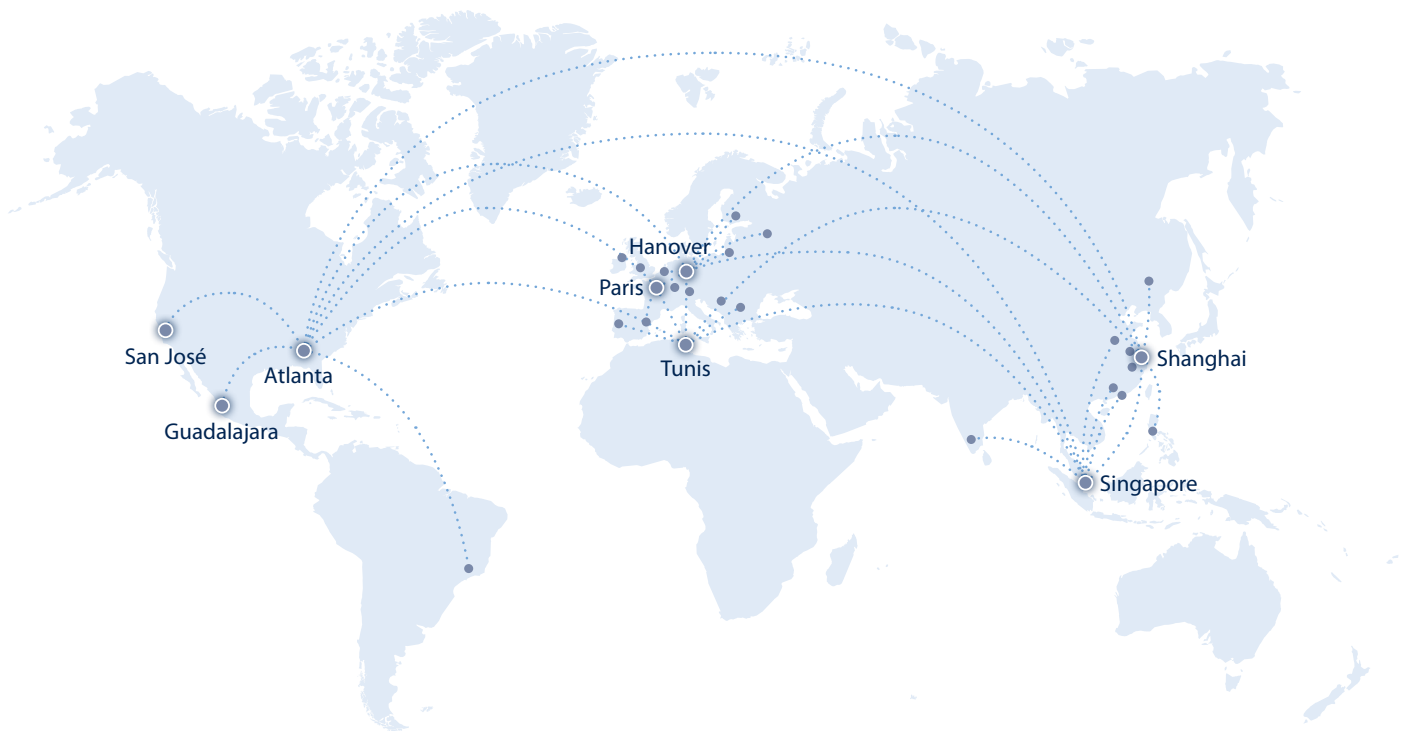 Hanover
Paris
San José
Atlanta
Tunis
Shanghai
Guadalajara
Singapore